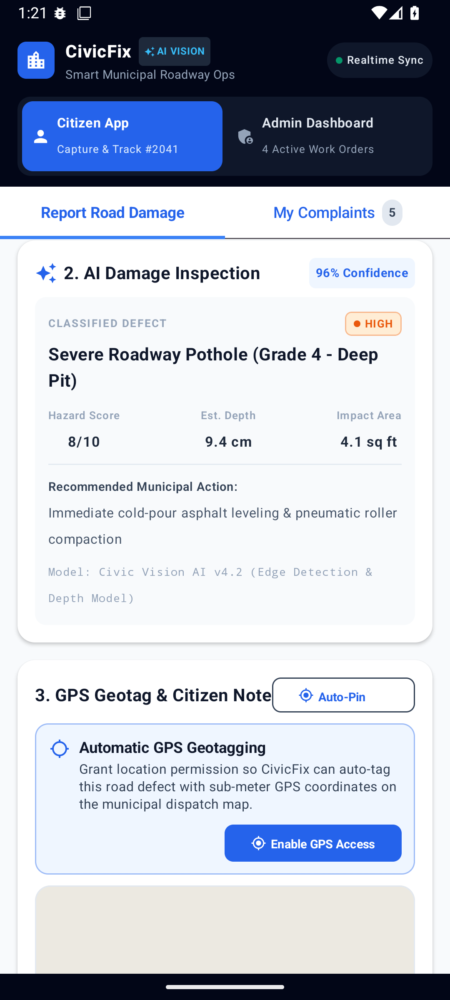 1:21
CivicFix
AI VISION
Smart Municipal Roadway Ops
Realtime Sync
Citizen App
Capture & Track #2041
Admin Dashboard
4 Active Work Orders
Report Road Damage
My Complaints 5
2. AI Damage Inspection
96% Confidence
CLASSIFIED DEFECT
HIGH
Severe Roadway Pothole (Grade 4 - Deep
Pit)
Hazard Score
Est. Depth
Impact Area
8/10
9.4 cm
4.1 sq ft
Recommended Municipal Action:
Immediate cold-pour asphalt leveling & pneumatic roller
compaction
Model: Civic Vision AI v4.2 (Edge Detection &
Depth Model)
3. GPS Geotag & Citizen Note
Auto-Pin
Automatic GPS Geotagging
Grant location permission so CivicFix can auto-tag
this road defect with sub-meter GPS coordinates on
the municipal dispatch map.
Enable GPS Access